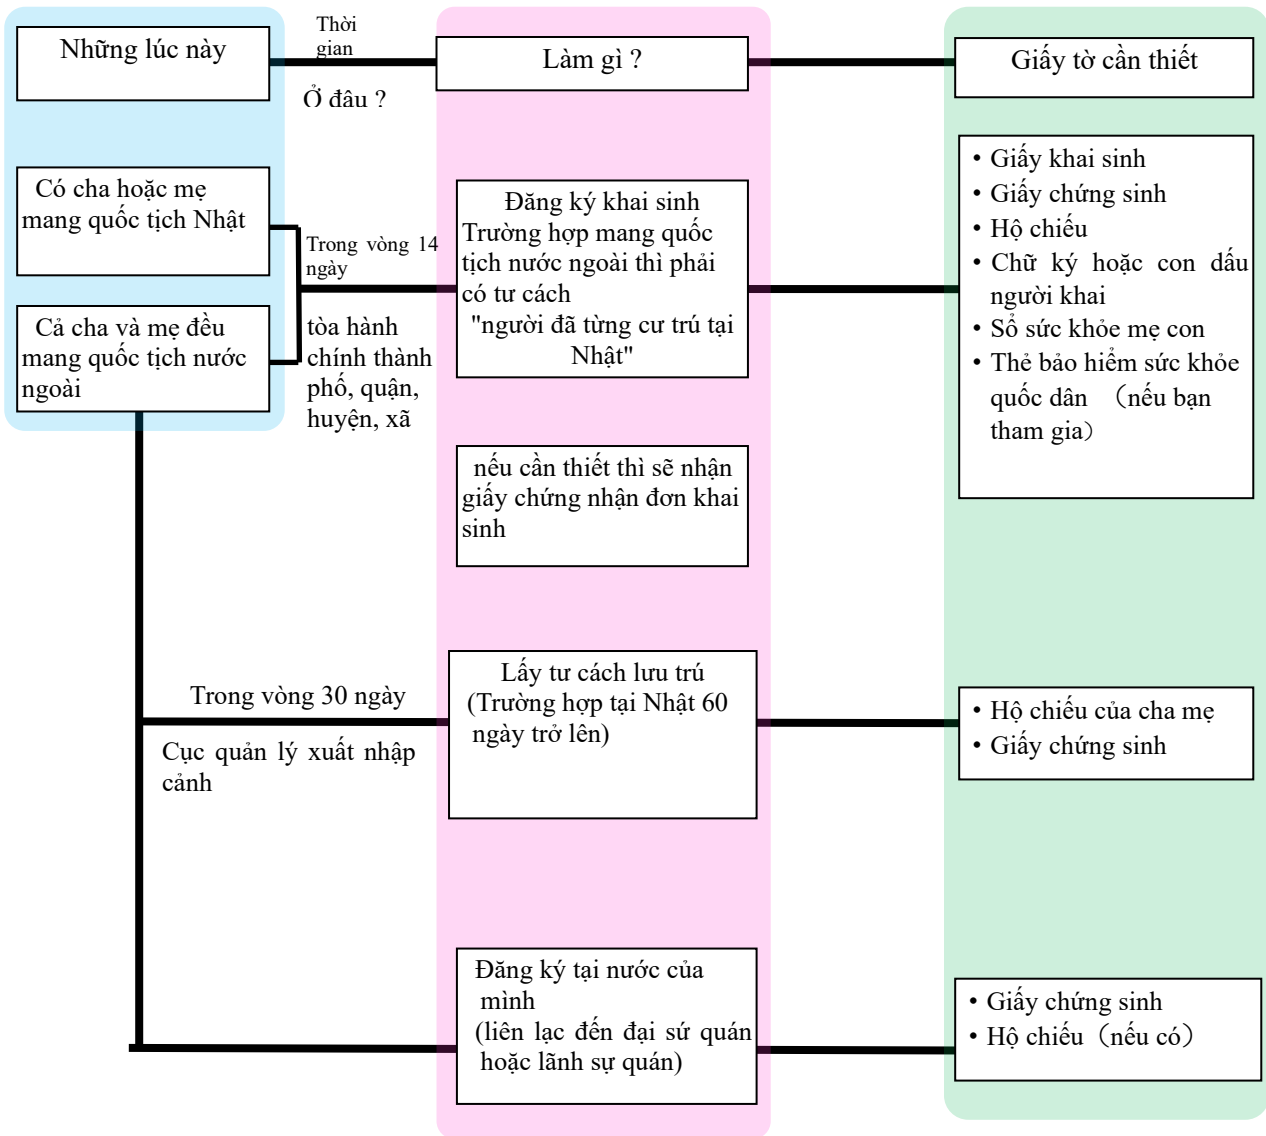 Những lúc này
Thời
gian
Ở đâu ?
Làm gì ?
Giấy tờ cần thiết
Có cha hoặc mẹ
mang quốc tịch Nhật
Cả cha và mẹ đều
mang quốc tịch nước
ngoài
Trong vòng 14
ngày
tòa hành
chính thành
phố, quận,
huyện, xã
Đăng ký khai sinh
Trường hợp mang quốc
tịch nước ngoài thì phải
có tư cách
"người đã từng cư trú tại
Nhật"
• Giấy khai sinh
• Giấy chứng sinh
• Hộ chiếu
• Chữ ký hoặc con dấu
người khai
• Sổ sức khỏe mẹ con
• Thẻ bảo hiểm sức khỏe
quốc dân （nếu bạn
tham gia）
nếu cần thiết thì sẽ nhận
giấy chứng nhận đơn khai
sinh
Trong vòng 30 ngày
Cục quản lý xuất nhập
cảnh
Lấy tư cách lưu trú
(Trường hợp tại Nhật 60
ngày trở lên)
• Hộ chiếu của cha mẹ
• Giấy chứng sinh
Đăng ký tại nước của
mình
(liên lạc đến đại sứ quán
hoặc lãnh sự quán)
• Giấy chứng sinh
• Hộ chiếu（nếu có）